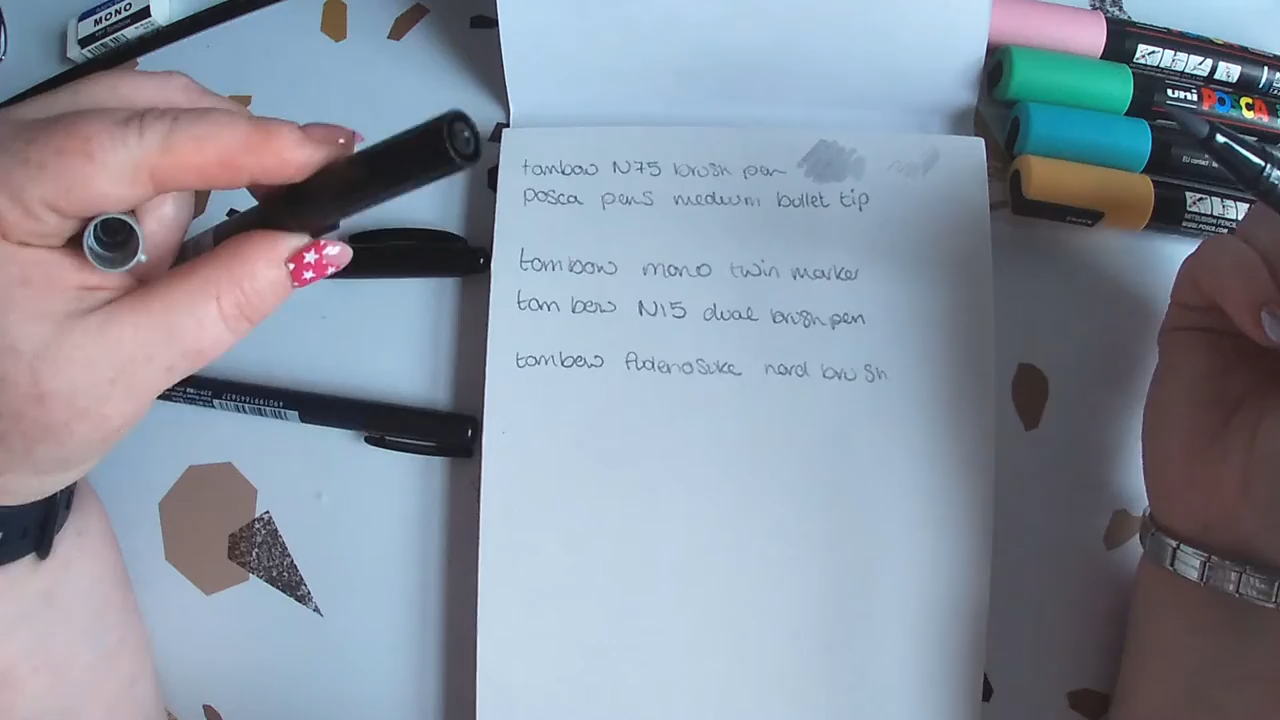 MONO
uni POSCA
tombow N75 brush pen
posca pens medium bullet tip
tombow mono twin marker
tombow N15 dual brush pen
tombow fudenosuke hard brush
4901991645637